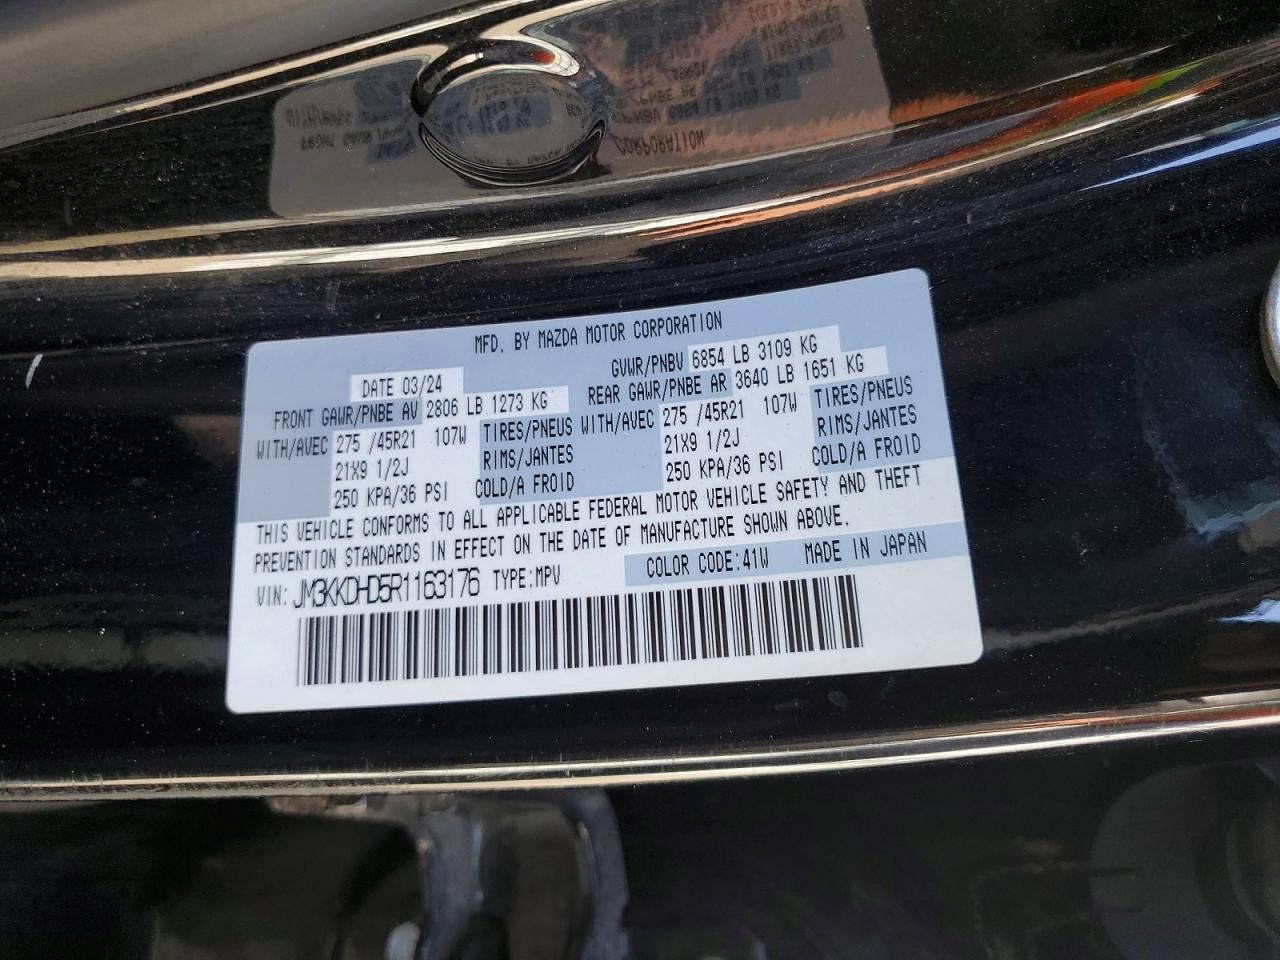 MFD. BY MAZDA MOTOR CORPORATION
DATE 03/24 GVWR/PNBV 6854 LB 3109 KG
FRONT GAWR/PNBE AV 2806 LB 1273 KG REAR GAWR/PNBE AR 3640 LB 1651 KG
WITH/AVEC 275 /45R21 107W TIRES/PNEUS WITH/AVEC 275 /45R21 107W TIRES/PNEUS
21X9 1/2J RIMS/JANTES 21X9 1/2J RIMS/JANTES
250 KPA/36 PSI COLD/A FROID 250 KPA/36 PSI COLD/A FROID
THIS VEHICLE CONFORMS TO ALL APPLICABLE FEDERAL MOTOR VEHICLE SAFETY AND THEFT
PREVENTION STANDARDS IN EFFECT ON THE DATE OF MANUFACTURE SHOWN ABOVE.
VIN: JM3KKDHD5R1163176 TYPE:MPV COLOR CODE:41W MADE IN JAPAN